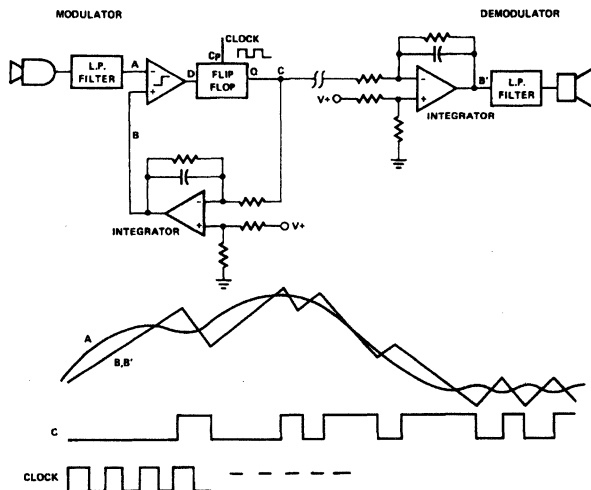 MODULATOR
DEMODULATOR
CLOCK
Cp
L.P.
FILTER
A
−
+
D
FLIP
FLOP
Q
C
B
−
+
INTEGRATOR
V+
V+
−
+
INTEGRATOR
B'
L.P.
FILTER
A
B,B'
C
CLOCK